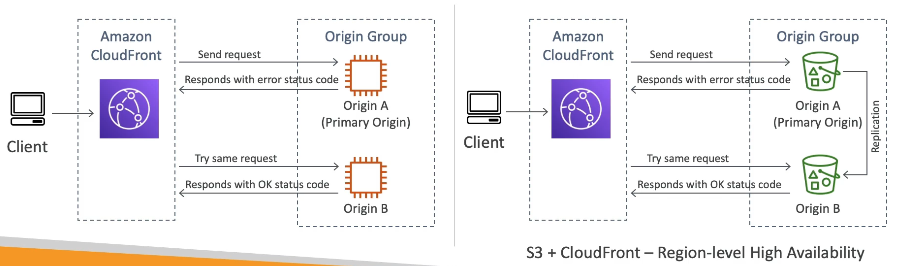 Amazon
CloudFront
Origin Group
Send request
Responds with error status code
Origin A
(Primary Origin)
Client
Try same request
Responds with OK status code
Origin B
Amazon
CloudFront
Origin Group
Send request
Responds with error status code
Origin A
(Primary Origin)
Replication
Client
Try same request
Responds with OK status code
Origin B
S3 + CloudFront – Region-level High Availability